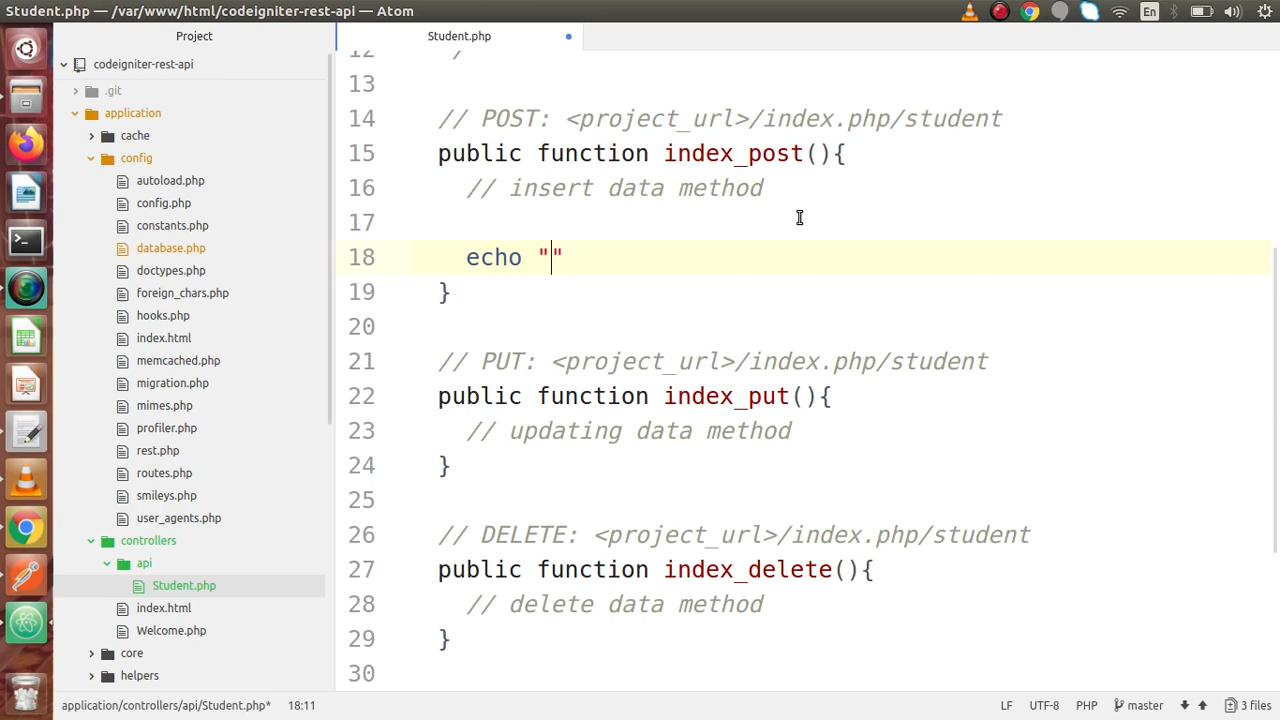 Student.php — /var/www/html/codeigniter-rest-api — Atom
En
Project
Student.php
codeigniter-rest-api
.git
application
cache
config
autoload.php
config.php
constants.php
database.php
doctypes.php
foreign_chars.php
hooks.php
index.html
memcached.php
migration.php
mimes.php
profiler.php
rest.php
routes.php
smileys.php
user_agents.php
controllers
api
Student.php
index.html
Welcome.php
core
helpers
12 /
13
14 // POST: <project_url>/index.php/student
15 public function index_post(){
16 // insert data method
17
18 echo ""
19 }
20
21 // PUT: <project_url>/index.php/student
22 public function index_put(){
23 // updating data method
24 }
25
26 // DELETE: <project_url>/index.php/student
27 public function index_delete(){
28 // delete data method
29 }
30
application/controllers/api/Student.php* 18:11 LF UTF-8 PHP master 3 files